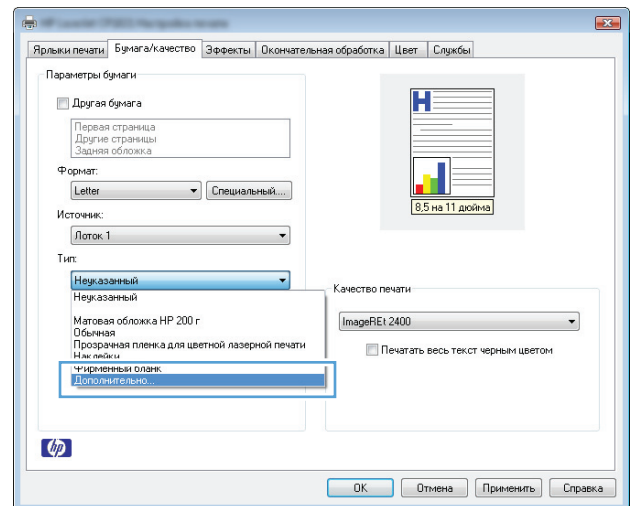 Ярлыки печати Бумага/качество Эффекты Окончательная обработка Цвет Службы
Параметры бумаги
Другая бумага
Первая страница
Другие страницы
Задняя обложка
Формат:
Letter Специальный....
Источник:
Лоток 1
Тип:
Неуказанный
Неуказанный
Матовая обложка HP 200 г
Обычная
Прозрачная пленка для цветной лазерной печати
Наклейки
Фирменный бланк
Дополнительно...
H
8,5 на 11 дюйма
Качество печати
ImageREt 2400
Печатать весь текст черным цветом
hp
OK Отмена Применить Справка